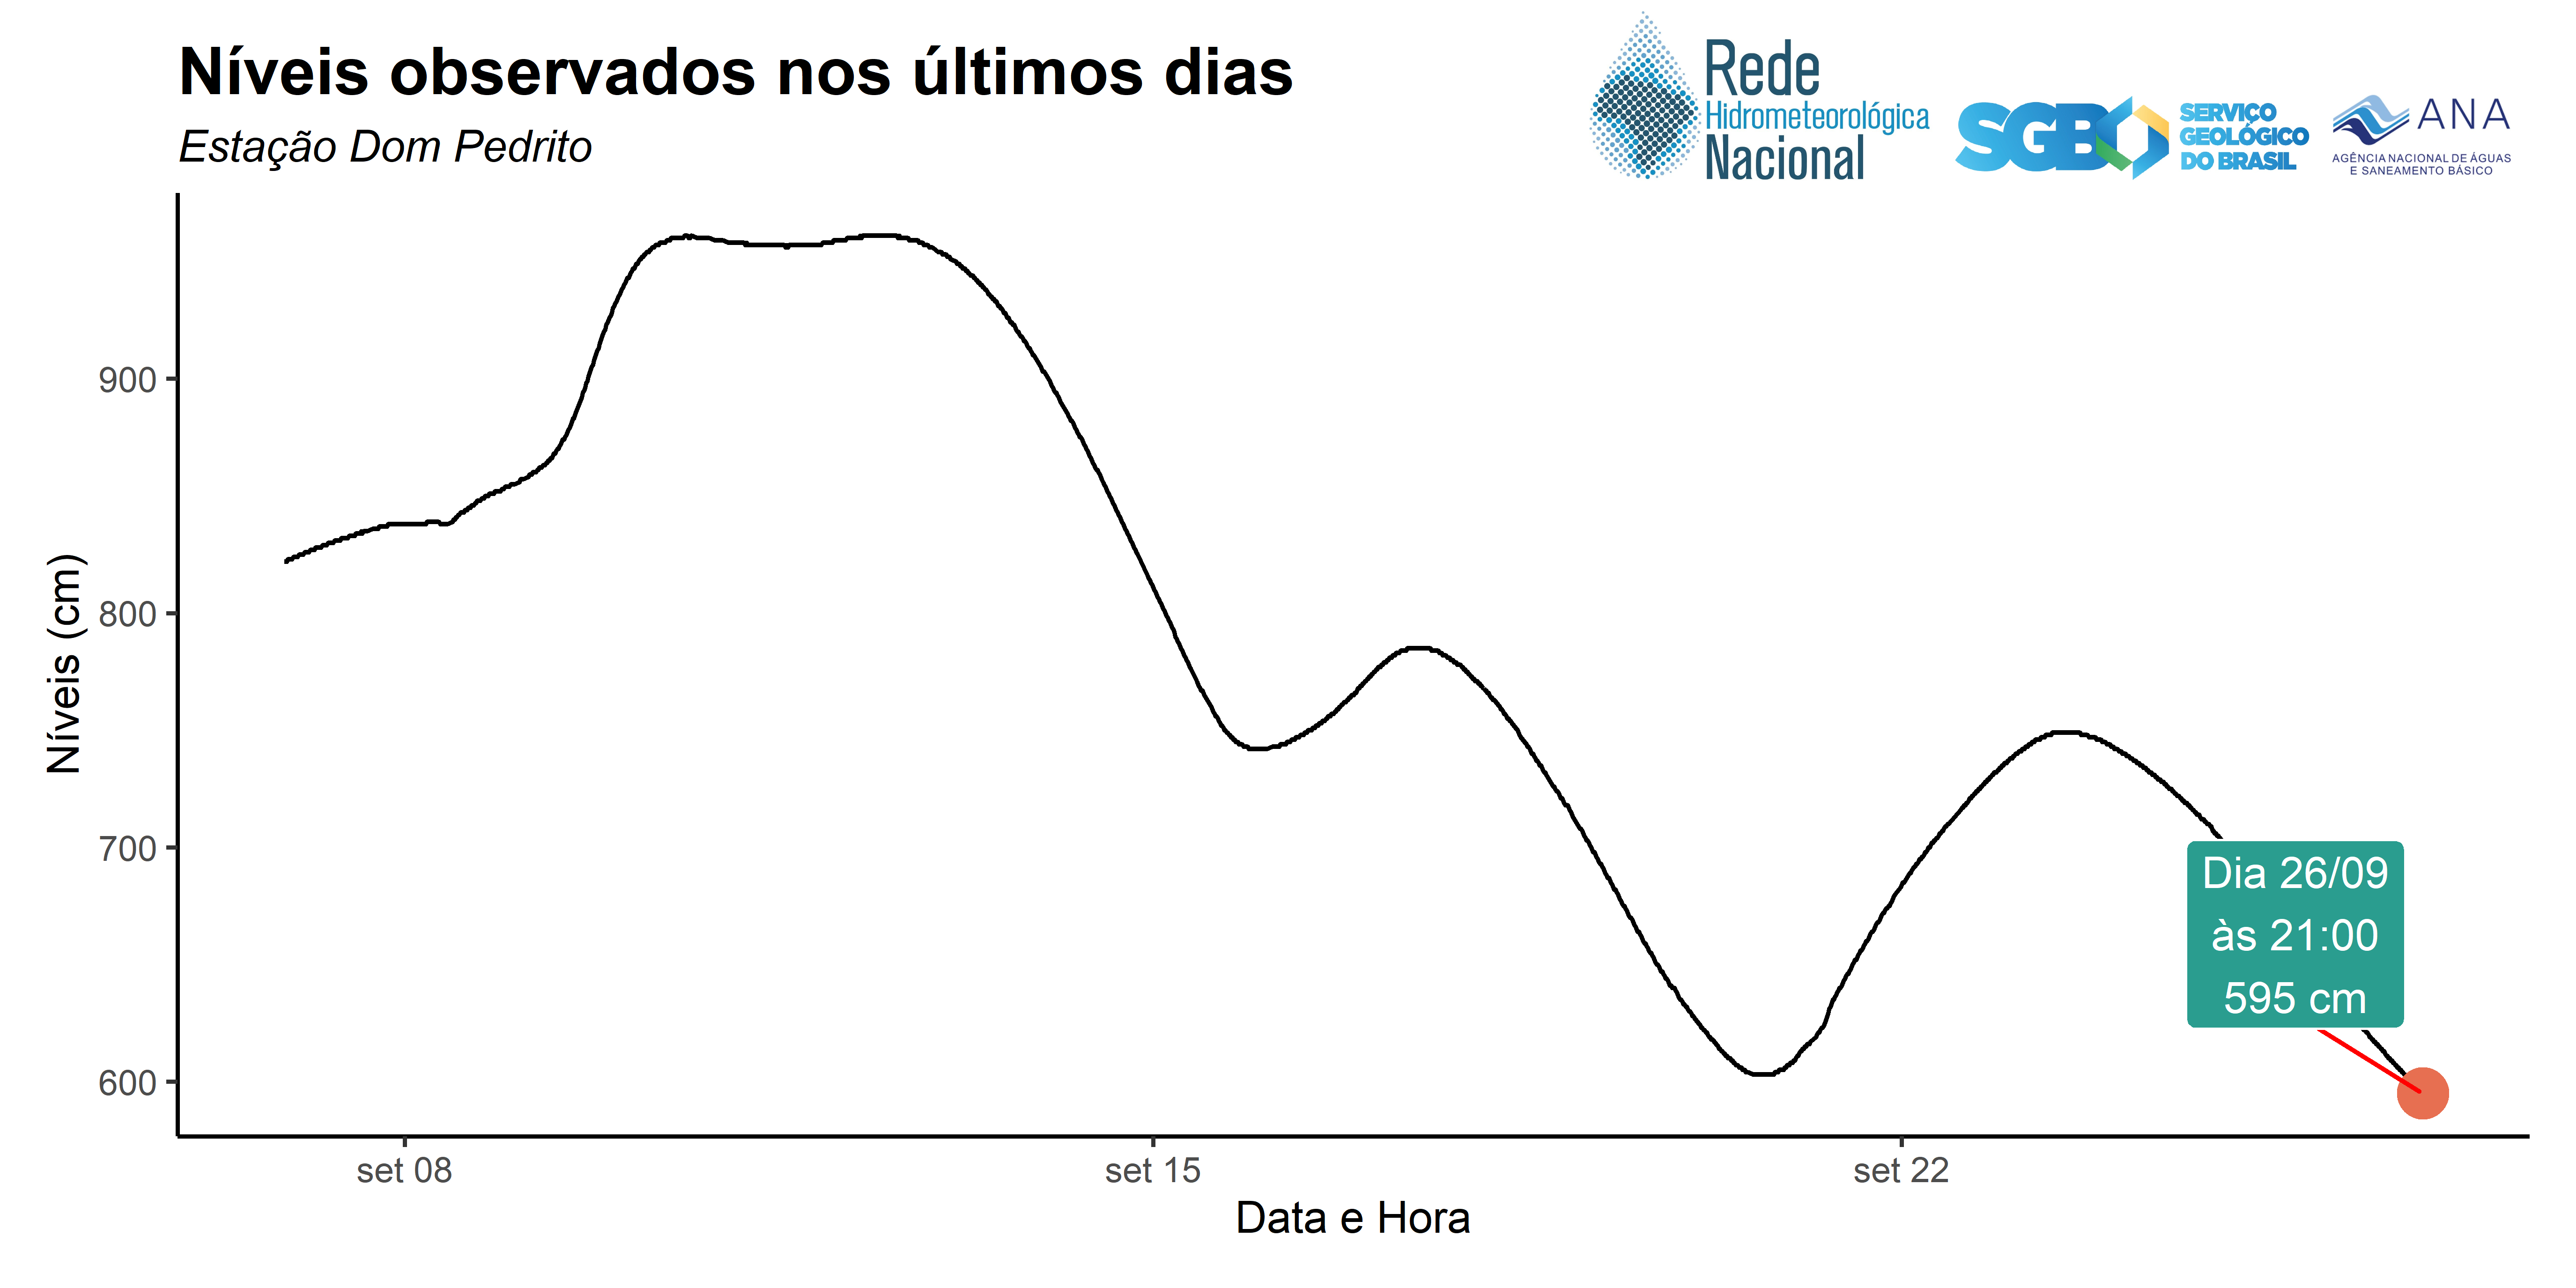 Níveis observados nos últimos dias
Estação Dom Pedrito
Rede
Hidrometeorológica
Nacional
SGB
SERVIÇO
GEOLÓGICO
DO BRASIL
ANA
AGÊNCIA NACIONAL DE ÁGUAS
E SANEAMENTO BÁSICO
Níveis (cm)
900
800
700
600
Dia 26/09
às 21:00
595 cm
set 08
set 15
set 22
Data e Hora